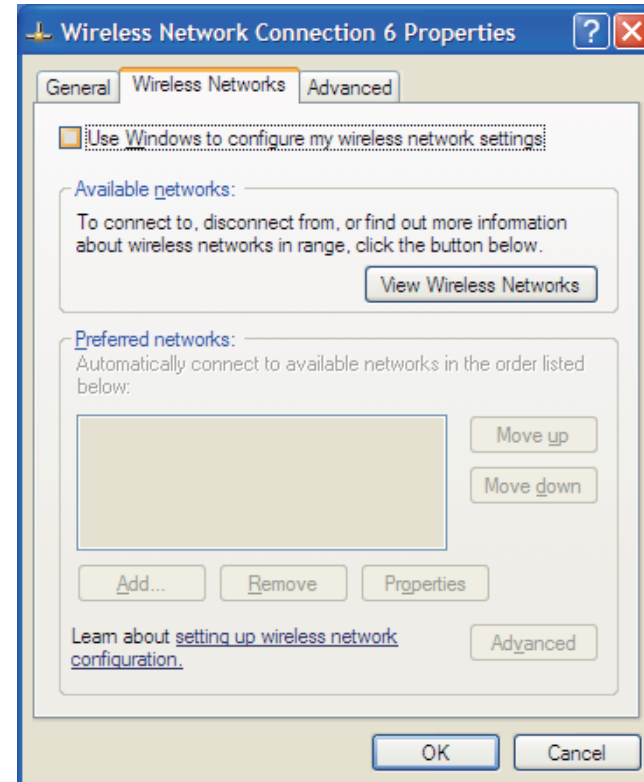 Wireless Network Connection 6 Properties
General Wireless Networks Advanced
Use Windows to configure my wireless network settings
Available networks:
To connect to, disconnect from, or find out more information
about wireless networks in range, click the button below.
View Wireless Networks
Preferred networks:
Automatically connect to available networks in the order listed
below:
Move up
Move down
Add... Remove Properties
Learn about setting up wireless network
configuration.
Advanced
OK Cancel